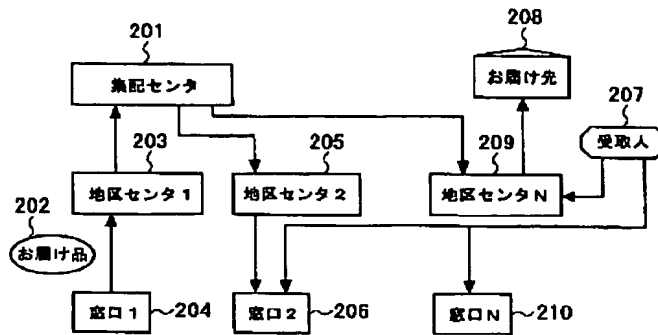 201
集配センタ
208
お届け先
207
受取人
203
地区センタ1
205
地区センタ2
209
地区センタN
202
お届け品
窓口1
204
窓口2
206
窓口N
210